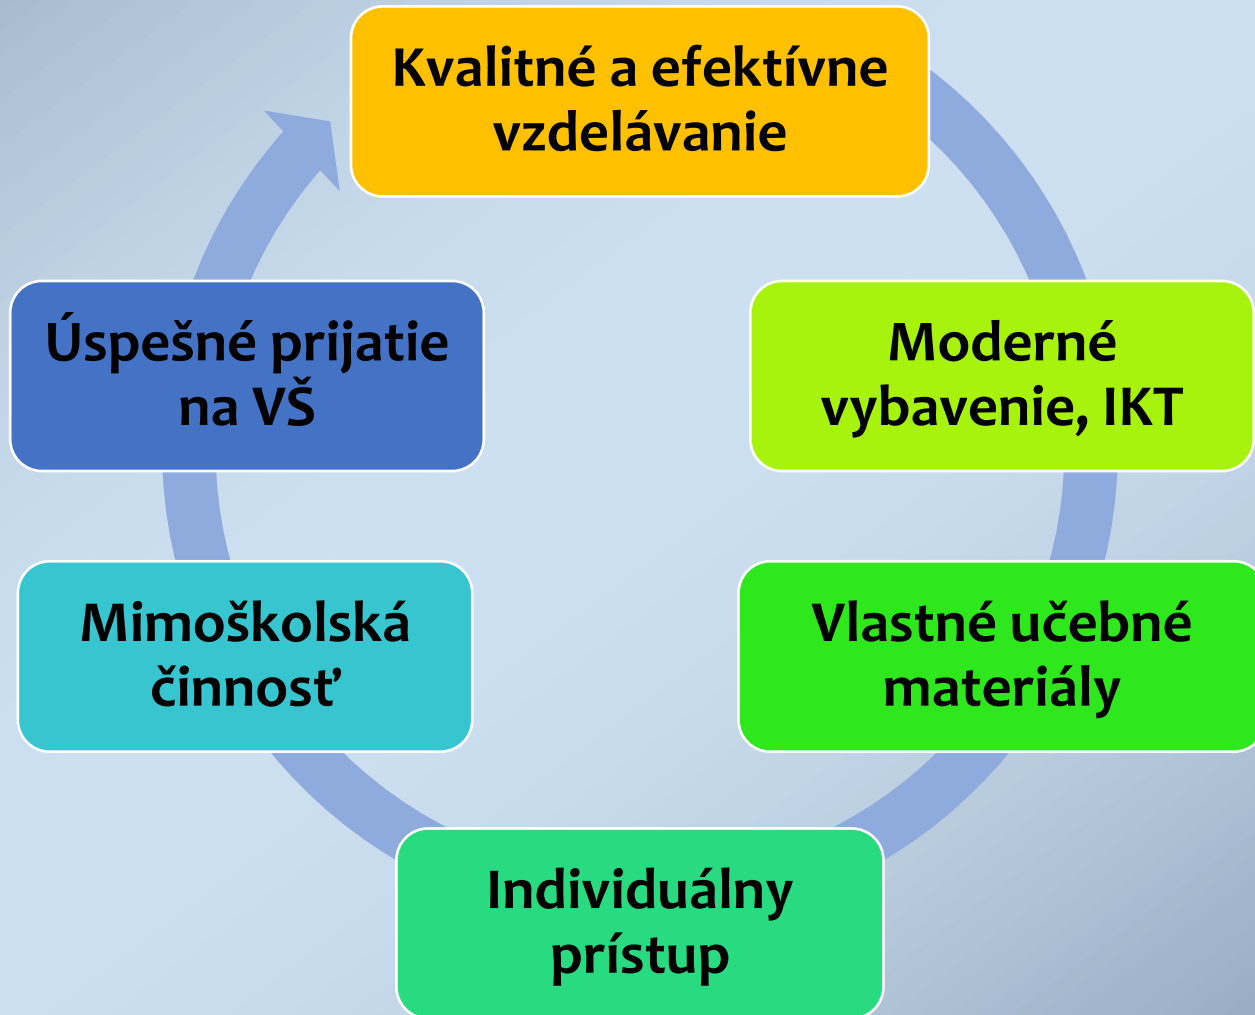 Kvalitné a efektívne
vzdelávanie
Moderné
vybavenie, IKT
Vlastné učebné
materiály
Individuálny
prístup
Mimoškolská
činnosť
Úspešné prijatie
na VŠ